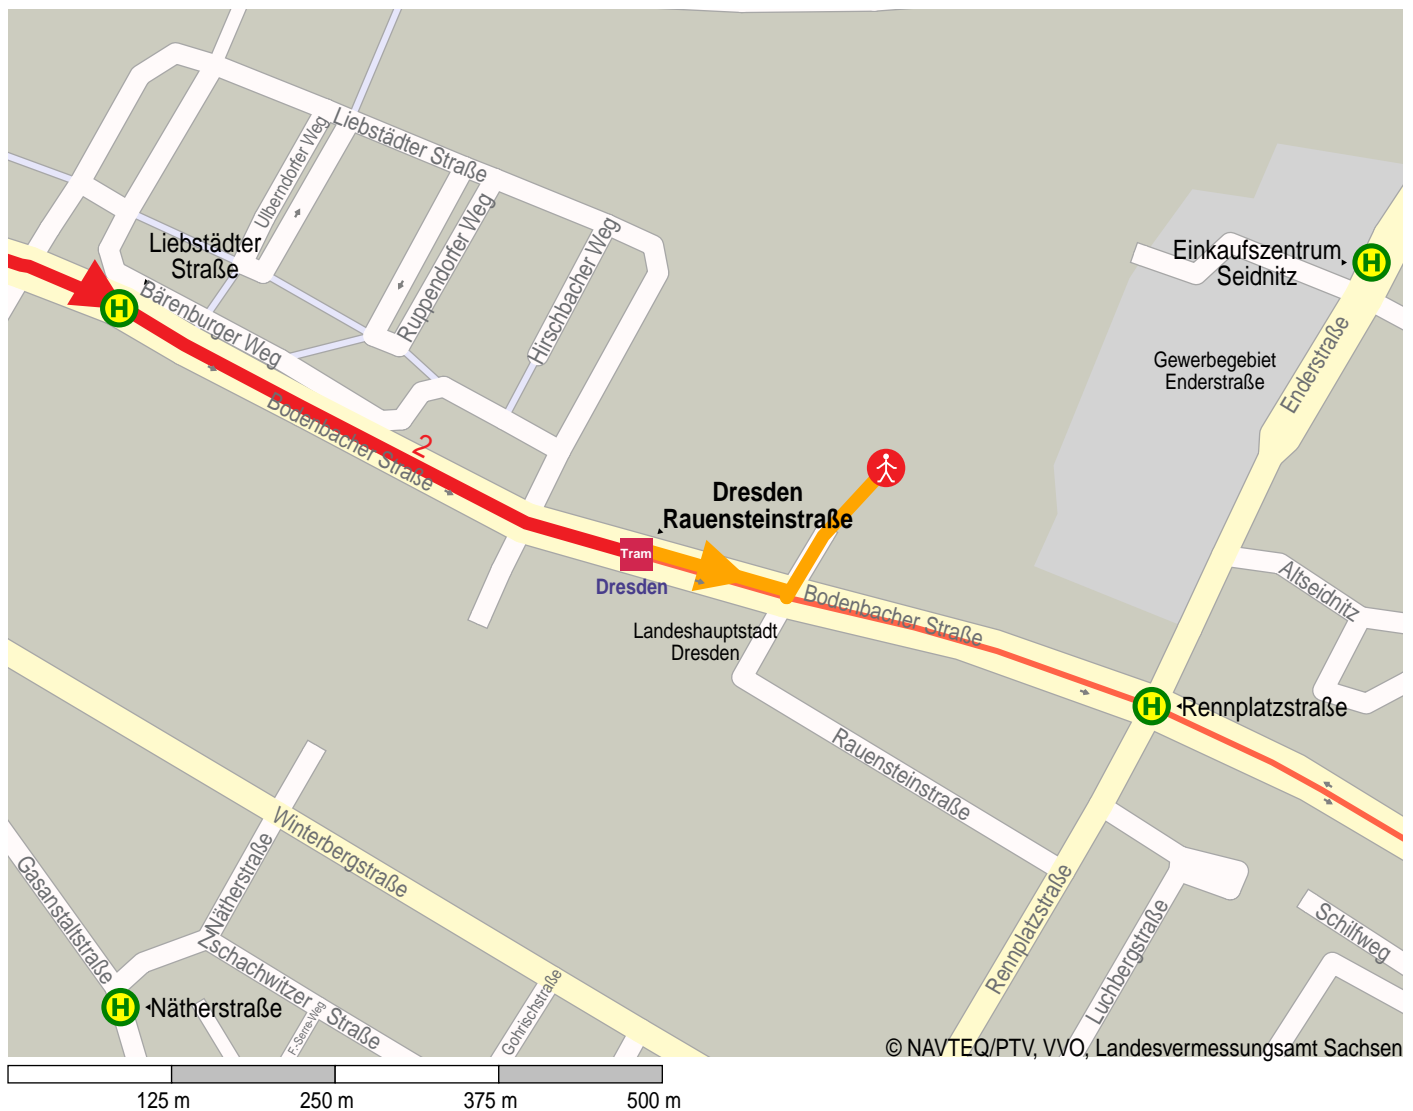 Liebstädter Straße
Ulberndorfer Weg
Ruppendorfer Weg
Hirschbacher Weg
Liebstädter
Straße
Bärenburger Weg
Bodenbacher Straße
2
Einkaufszentrum
Seidnitz
Gewerbegebiet
Enderstraße
Enderstraße
Dresden
Rauensteinstraße
Tram
Dresden
Landeshauptstadt
Dresden
Bodenbacher Straße
Altseidnitz
Rennplatzstraße
Rauensteinstraße
Rennplatzstraße
Luchbergstraße
Schilfweg
Winterbergstraße
Nätherstraße
Gasanstaltstraße
Zschachwitzer Straße
F.-Serre-Weg
Gohrischstraße
H
H
H
H
Nätherstraße
© NAVTEQ/PTV, VVO, Landesvermessungsamt Sachsen
125 m
250 m
375 m
500 m